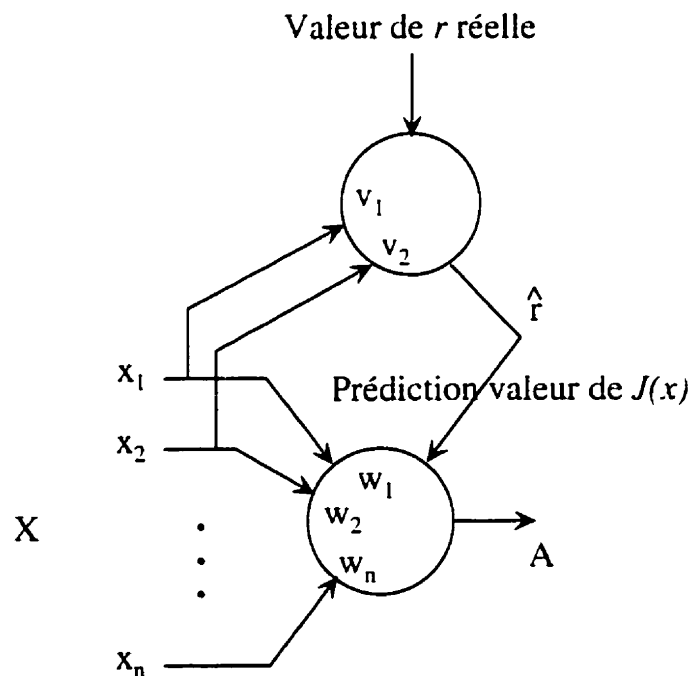 Valeur de r réelle
v₁
v₂
r̂
x₁
Prédiction valeur de J(x)
x₂
w₁
w₂
X
wₙ
A
xₙ